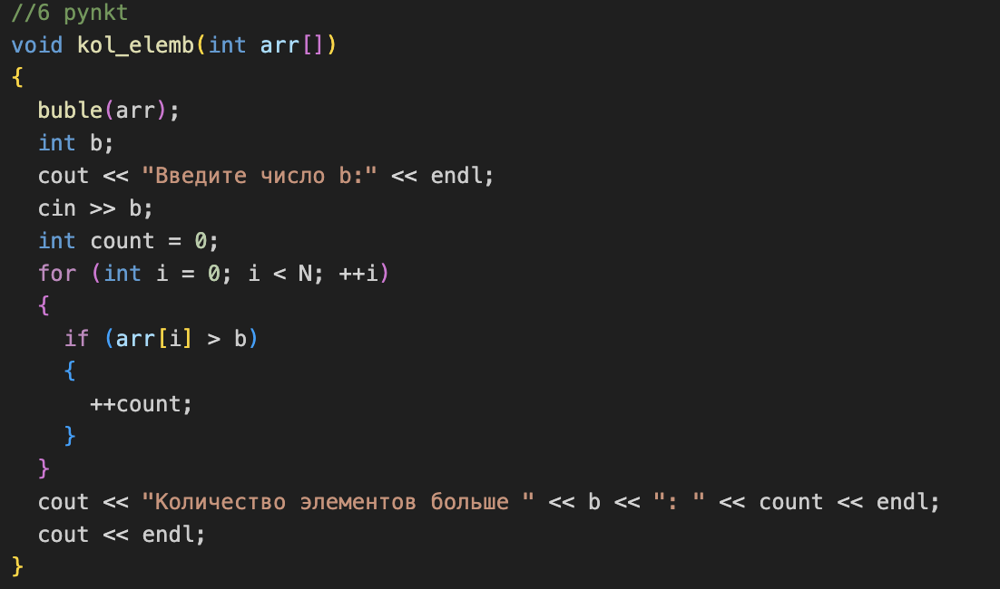 //6 pynkt
void kol_elemb(int arr[])
{
  buble(arr);
  int b;
  cout << "Введите число b:" << endl;
  cin >> b;
  int count = 0;
  for (int i = 0; i < N; ++i)
  {
    if (arr[i] > b)
    {
      ++count;
    }
  }
  cout << "Количество элементов больше " << b << ": " << count << endl;
  cout << endl;
}